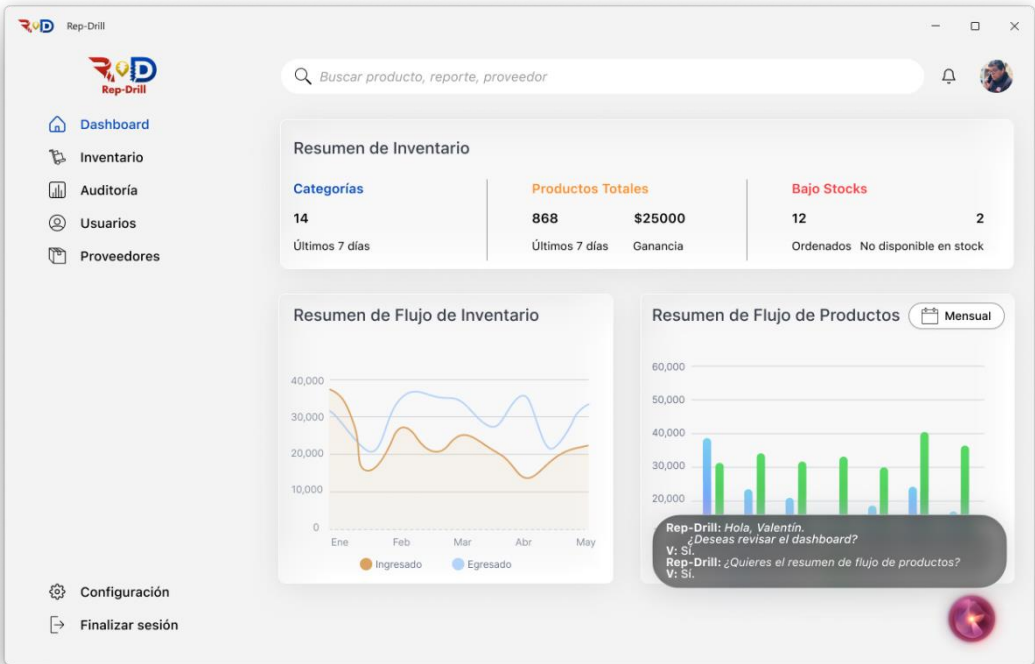 RD Rep-Drill
RD
Rep-Drill
Buscar producto, reporte, proveedor
Dashboard
Inventario
Auditoría
Usuarios
Proveedores
Configuración
Finalizar sesión
Resumen de Inventario
Categorías
14
Últimos 7 días
Productos Totales
868 $25000
Últimos 7 días Ganancia
Bajo Stocks
12 2
Ordenados No disponible en stock
Resumen de Flujo de Inventario
40,000
30,000
20,000
10,000
0
Ene Feb Mar Abr May
Ingresado Egresado
Resumen de Flujo de Productos Mensual
60,000
50,000
40,000
30,000
20,000
Rep-Drill: Hola, Valentín.
¿Deseas revisar el dashboard?
V: Sí.
Rep-Drill: ¿Quieres el resumen de flujo de productos?
V: Sí.